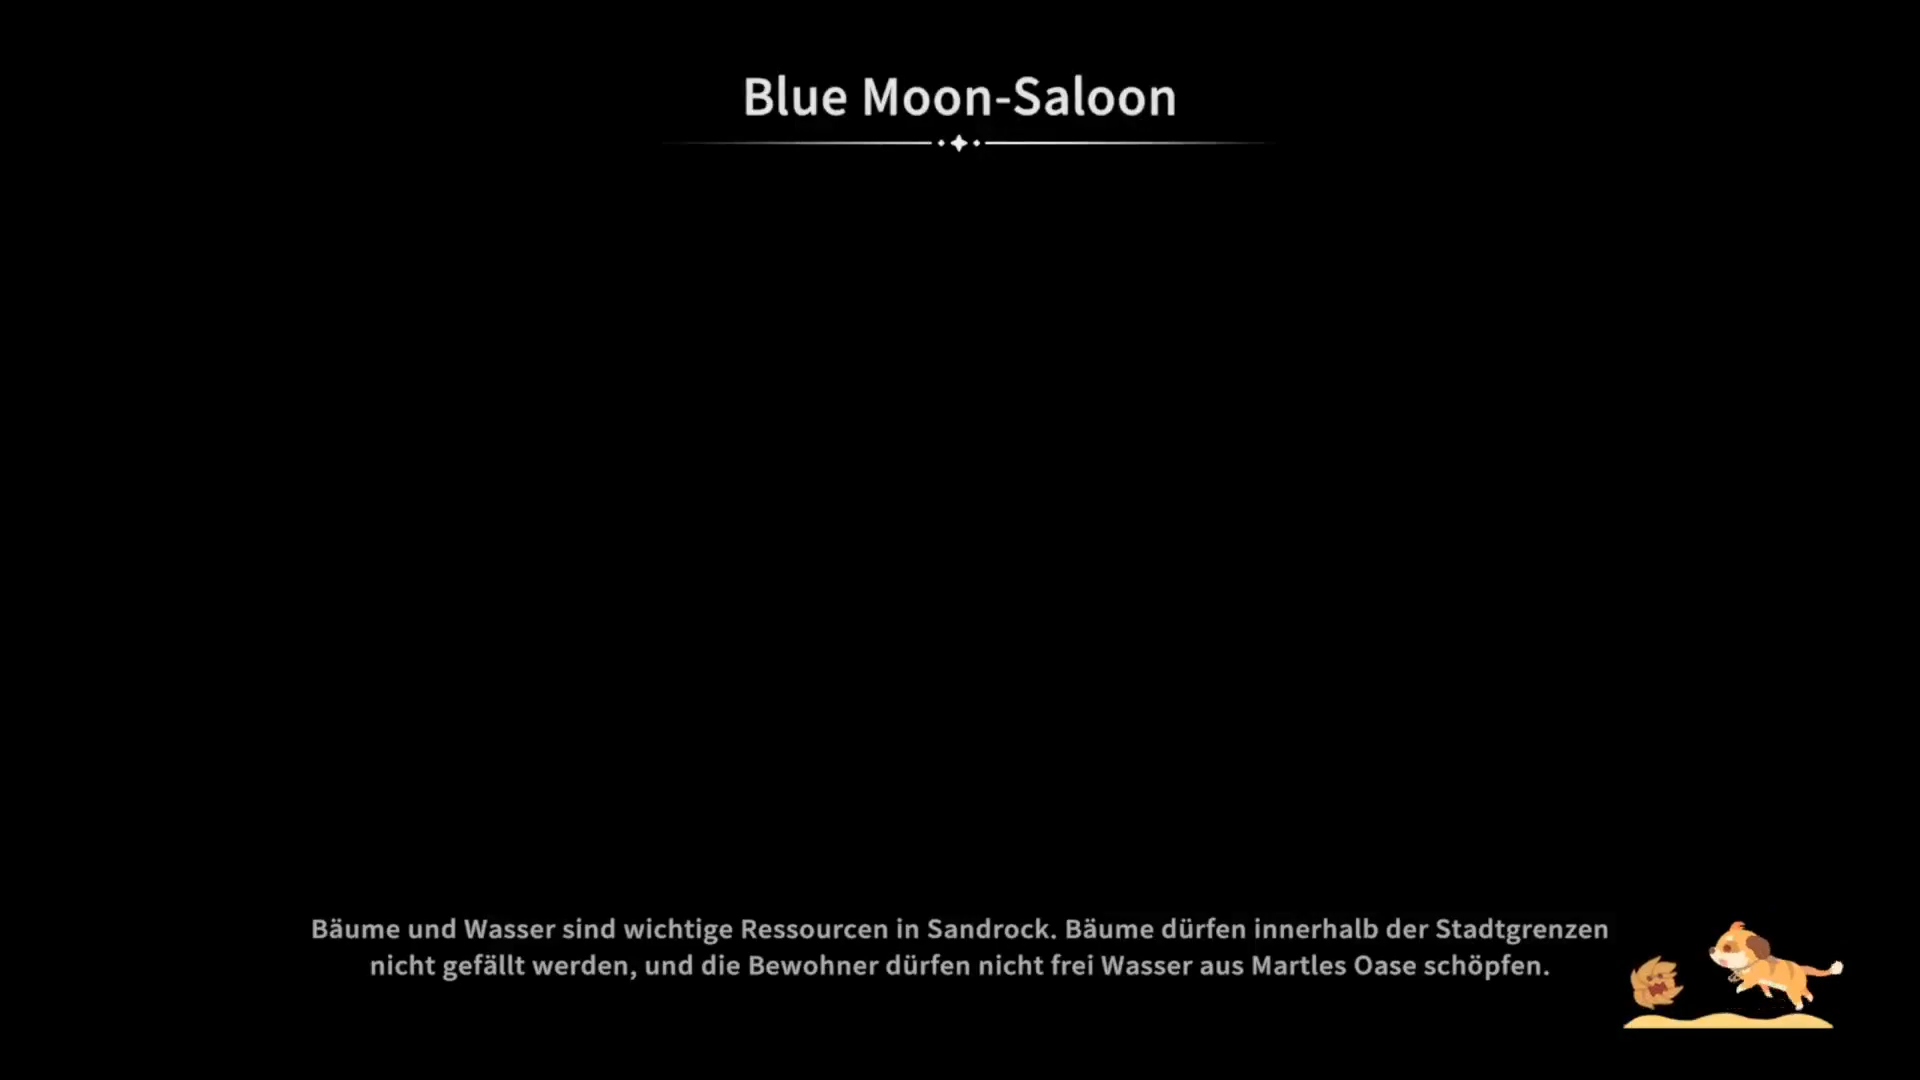 Blue Moon-Saloon
Bäume und Wasser sind wichtige Ressourcen in Sandrock. Bäume dürfen innerhalb der Stadtgrenzen
nicht gefällt werden, und die Bewohner dürfen nicht frei Wasser aus Martles Oase schöpfen.